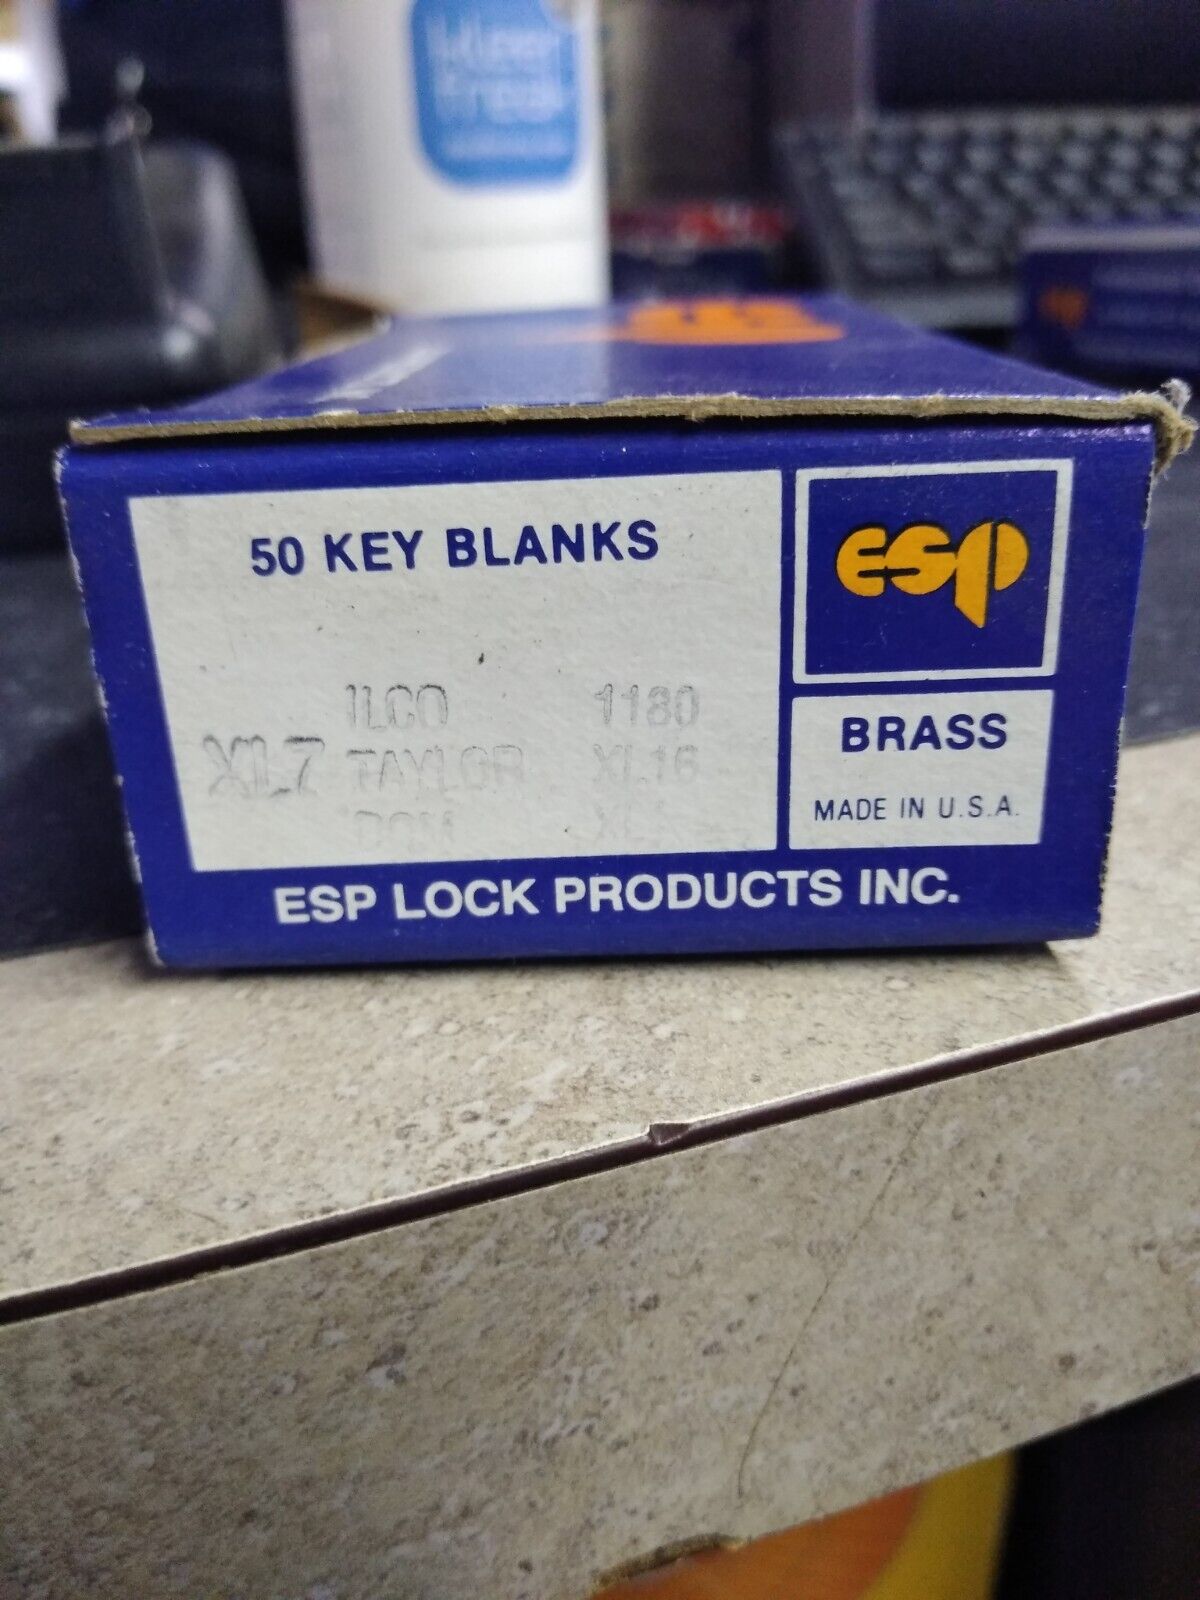 50 KEY BLANKS
esp
ILCO 1180
XL7 TAYLOR XL16
BRASS
MADE IN U.S.A.
ESP LOCK PRODUCTS INC.